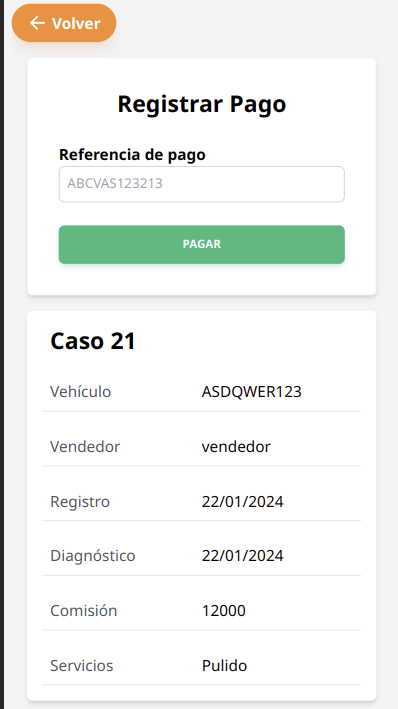 ← Volver
Registrar Pago
Referencia de pago
ABCVAS123213
PAGAR
Caso 21
Vehículo ASDQWER123
Vendedor vendedor
Registro 22/01/2024
Diagnóstico 22/01/2024
Comisión 12000
Servicios Pulido